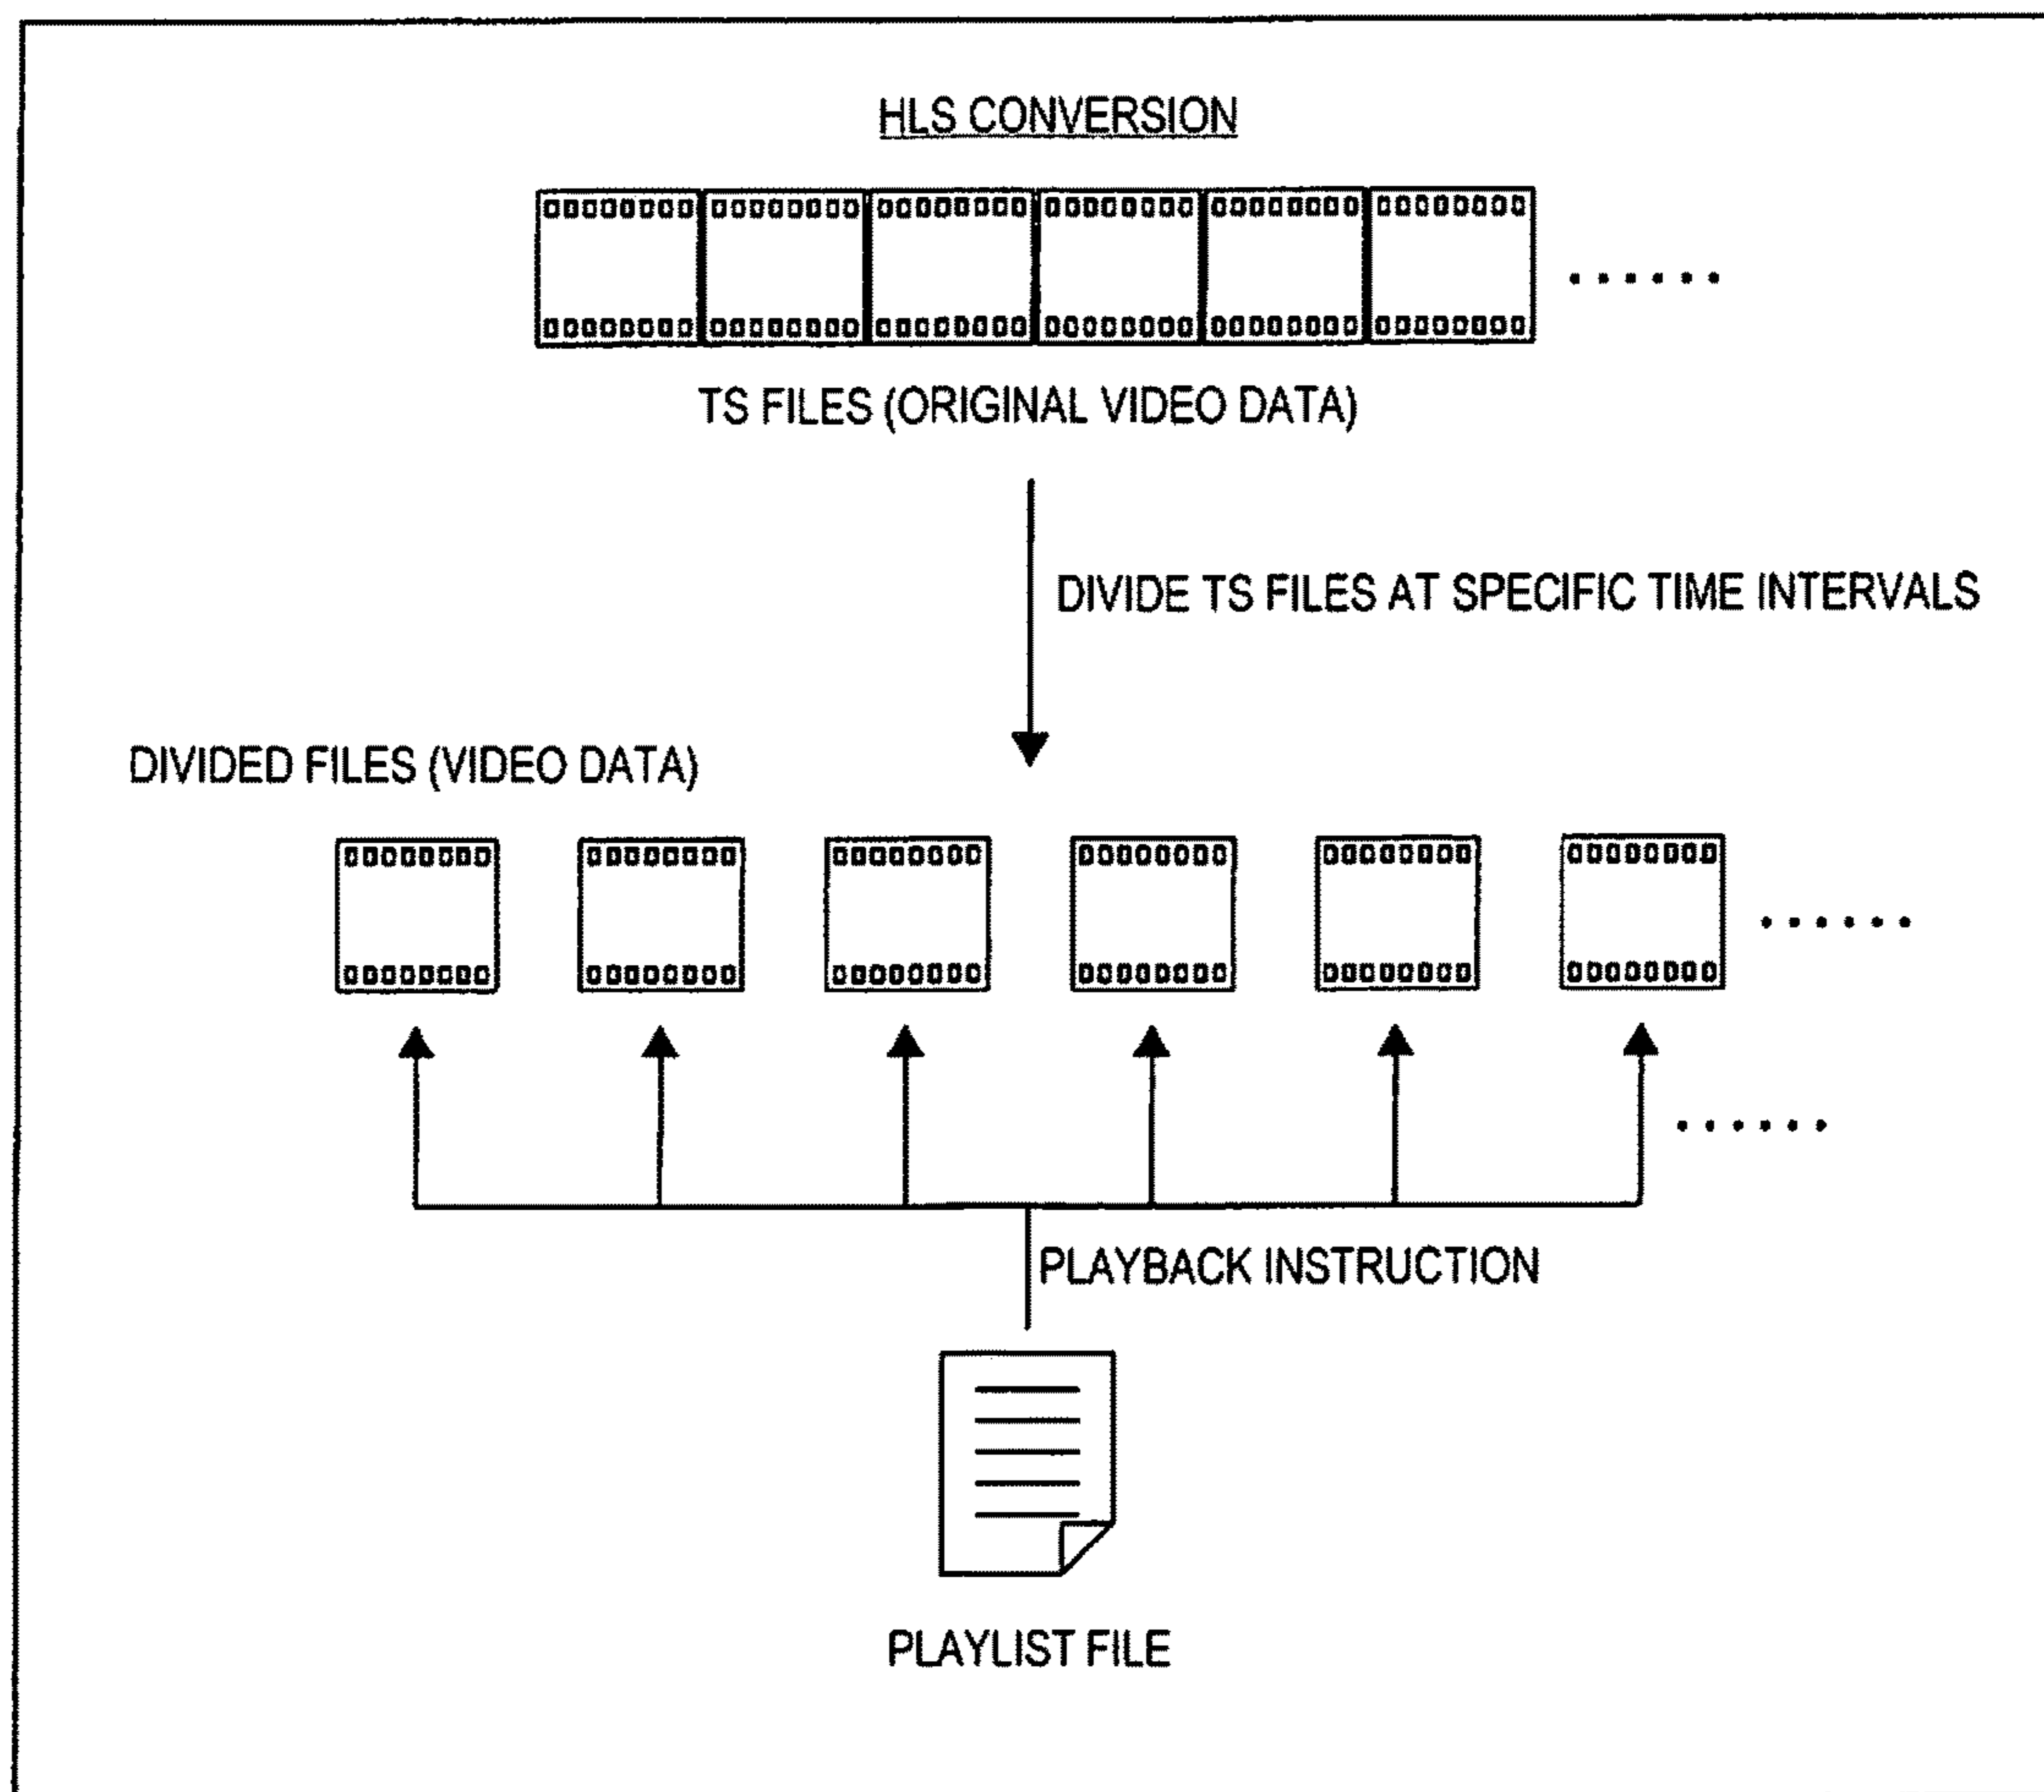 HLS CONVERSION
TS FILES (ORIGINAL VIDEO DATA)
DIVIDE TS FILES AT SPECIFIC TIME INTERVALS
DIVIDED FILES (VIDEO DATA)
PLAYBACK INSTRUCTION
PLAYLIST FILE